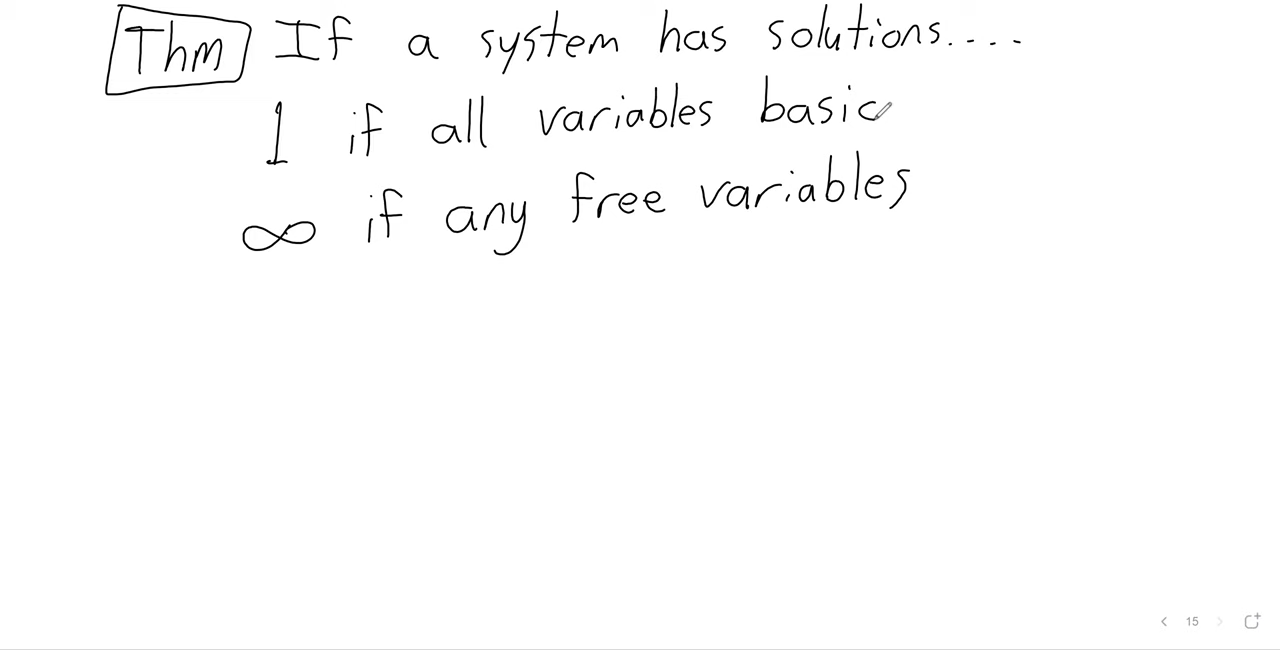 Thm If a system has solutions....
1 if all variables basic
∞ if any free variables
15